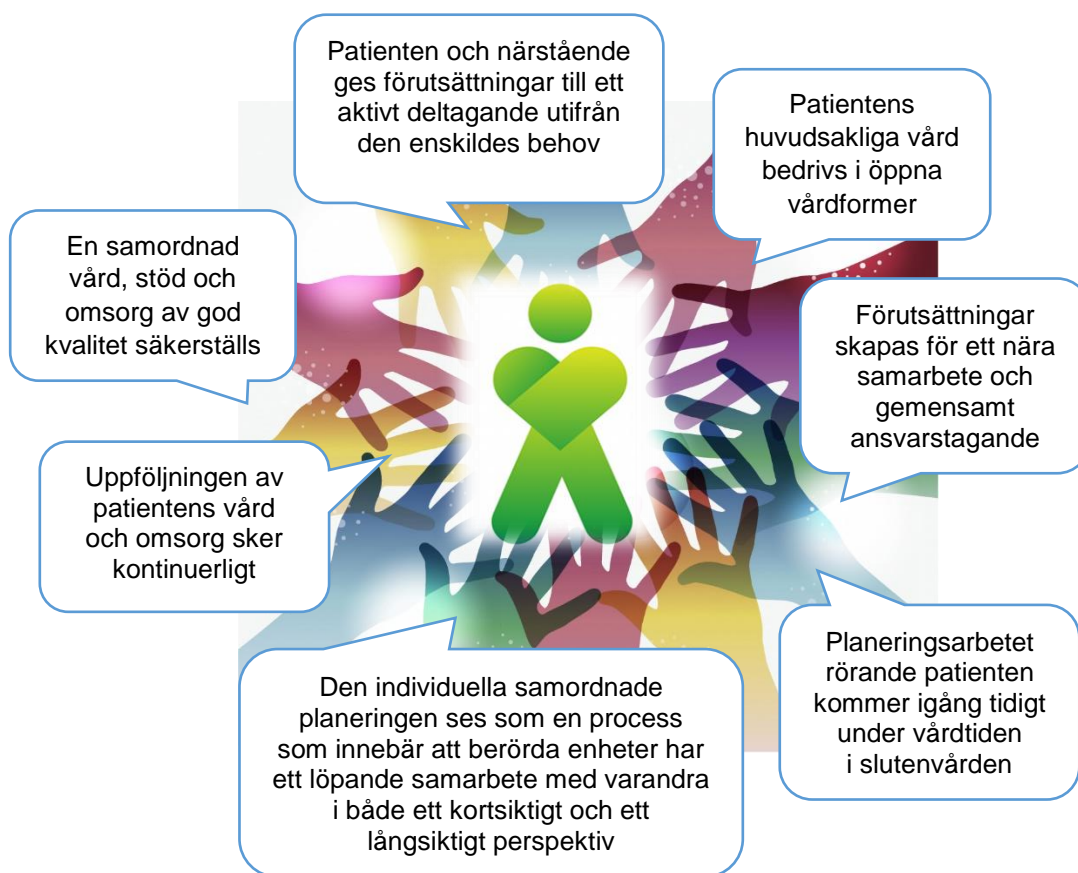 Patienten och närstående
ges förutsättningar till ett
aktivt deltagande utifrån
den enskildes behov
Patientens
huvudsakliga vård
bedrivs i öppna
vårdformer
En samordnad
vård, stöd och
omsorg av god
kvalitet säkerställs
Förutsättningar
skapas för ett nära
samarbete och
gemensamt
ansvarstagande
Uppföljningen av
patientens vård
och omsorg sker
kontinuerligt
Planeringsarbetet
rörande patienten
kommer igång tidigt
under vårdtiden
i slutenvården
Den individuella samordnade
planeringen ses som en process
som innebär att berörda enheter har
ett löpande samarbete med varandra
i både ett kortsiktigt och ett
långsiktigt perspektiv